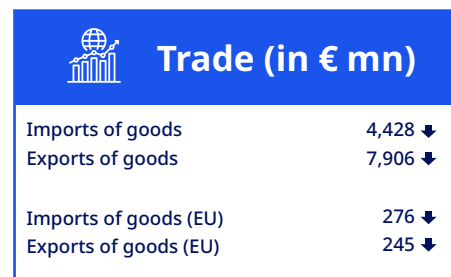 Trade (in € mn)
Imports of goods 4,428
Exports of goods 7,906
Imports of goods (EU) 276
Exports of goods (EU) 245